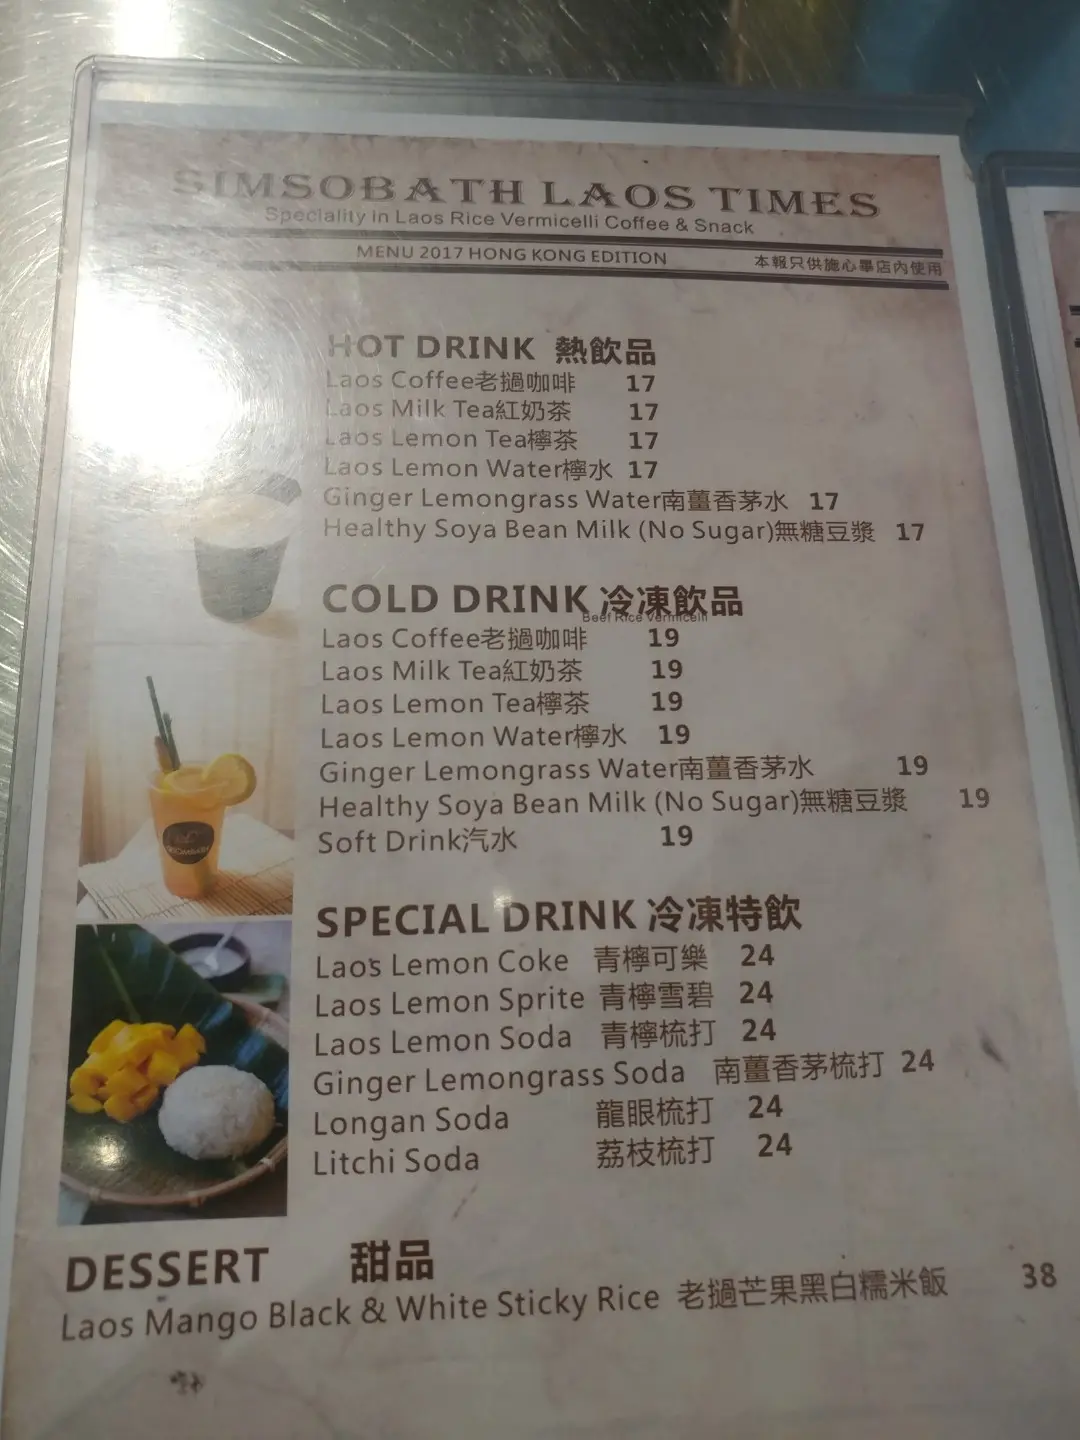 SIMSOBATH LAOS TIMES
Speciality in Laos Rice Vermicelli Coffee & Snack
MENU 2017 HONG KONG EDITION 本報只供施心畢店內使用
HOT DRINK 熱飲品
Laos Coffee老撾咖啡 17
Laos Milk Tea紅奶茶 17
Laos Lemon Tea檸茶 17
Laos Lemon Water檸水 17
Ginger Lemongrass Water南薑香茅水 17
Healthy Soya Bean Milk (No Sugar)無糖豆漿 17
COLD DRINK 冷凍飲品
Beef Rice Vermicelli
Laos Coffee老撾咖啡 19
Laos Milk Tea紅奶茶 19
Laos Lemon Tea檸茶 19
Laos Lemon Water檸水 19
Ginger Lemongrass Water南薑香茅水 19
Healthy Soya Bean Milk (No Sugar)無糖豆漿 19
Soft Drink汽水 19
SPECIAL DRINK 冷凍特飲
Laos Lemon Coke 青檸可樂 24
Laos Lemon Sprite 青檸雪碧 24
Laos Lemon Soda 青檸梳打 24
Ginger Lemongrass Soda 南薑香茅梳打 24
Longan Soda 龍眼梳打 24
Litchi Soda 荔枝梳打 24
DESSERT 甜品
Laos Mango Black & White Sticky Rice 老撾芒果黑白糯米飯 38